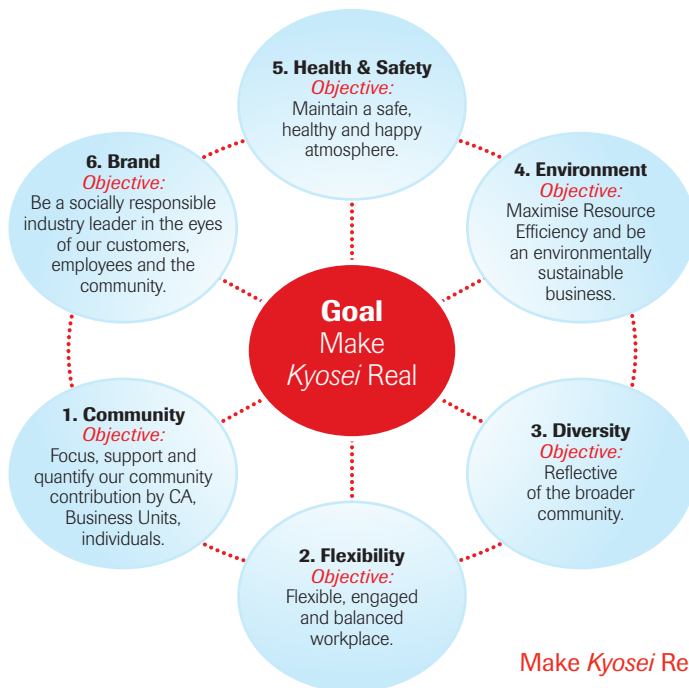 5. Health & Safety
Objective:
Maintain a safe,
healthy and happy
atmosphere.
6. Brand
Objective:
Be a socially responsible
industry leader in the eyes
of our customers,
employees and the
community.
4. Environment
Objective:
Maximise Resource
Efficiency and be
an environmentally
sustainable
business.
Goal
Make
Kyosei Real
1. Community
Objective:
Focus, support and
quantify our community
contribution by CA,
Business Units,
individuals.
3. Diversity
Objective:
Reflective
of the broader
community.
2. Flexibility
Objective:
Flexible, engaged
and balanced
workplace.
Make Kyosei Re